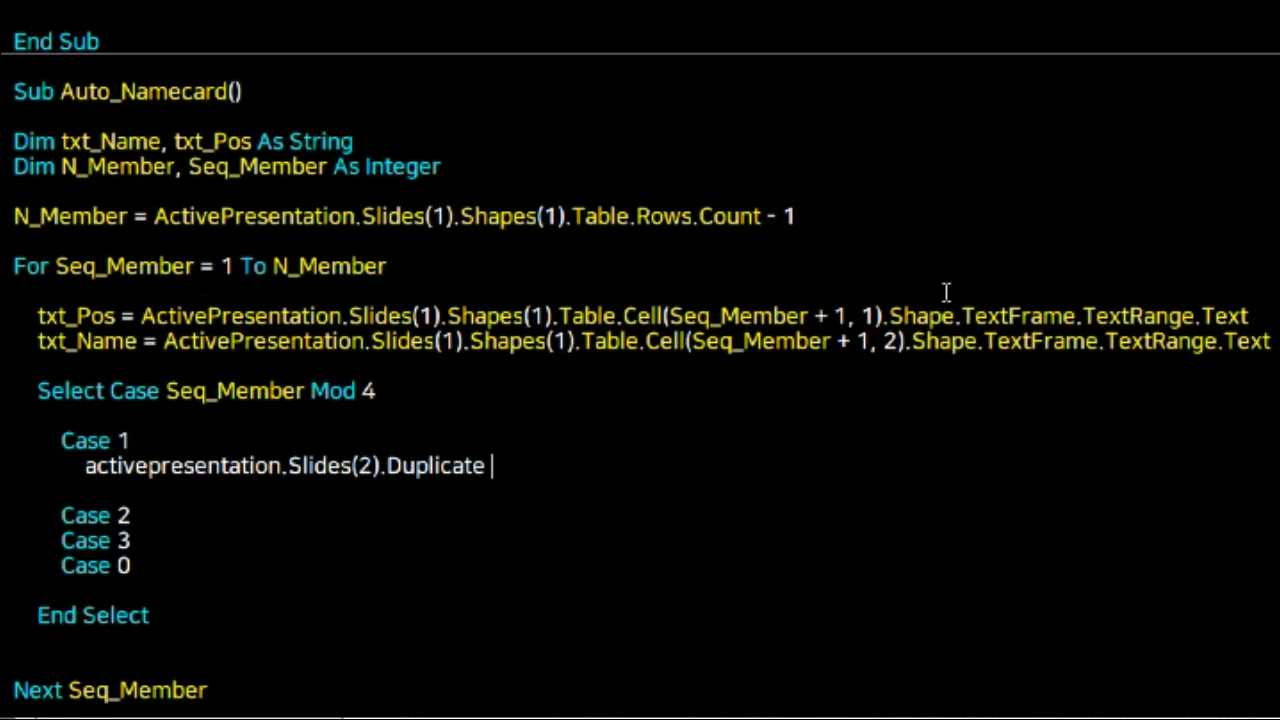 End Sub
Sub Auto_Namecard()
Dim txt_Name, txt_Pos As String
Dim N_Member, Seq_Member As Integer
N_Member = ActivePresentation.Slides(1).Shapes(1).Table.Rows.Count - 1
For Seq_Member = 1 To N_Member
txt_Pos = ActivePresentation.Slides(1).Shapes(1).Table.Cell(Seq_Member + 1, 1).Shape.TextFrame.TextRange.Text
txt_Name = ActivePresentation.Slides(1).Shapes(1).Table.Cell(Seq_Member + 1, 2).Shape.TextFrame.TextRange.Text
Select Case Seq_Member Mod 4
Case 1
activepresentation.Slides(2).Duplicate
Case 2
Case 3
Case 0
End Select
Next Seq_Member